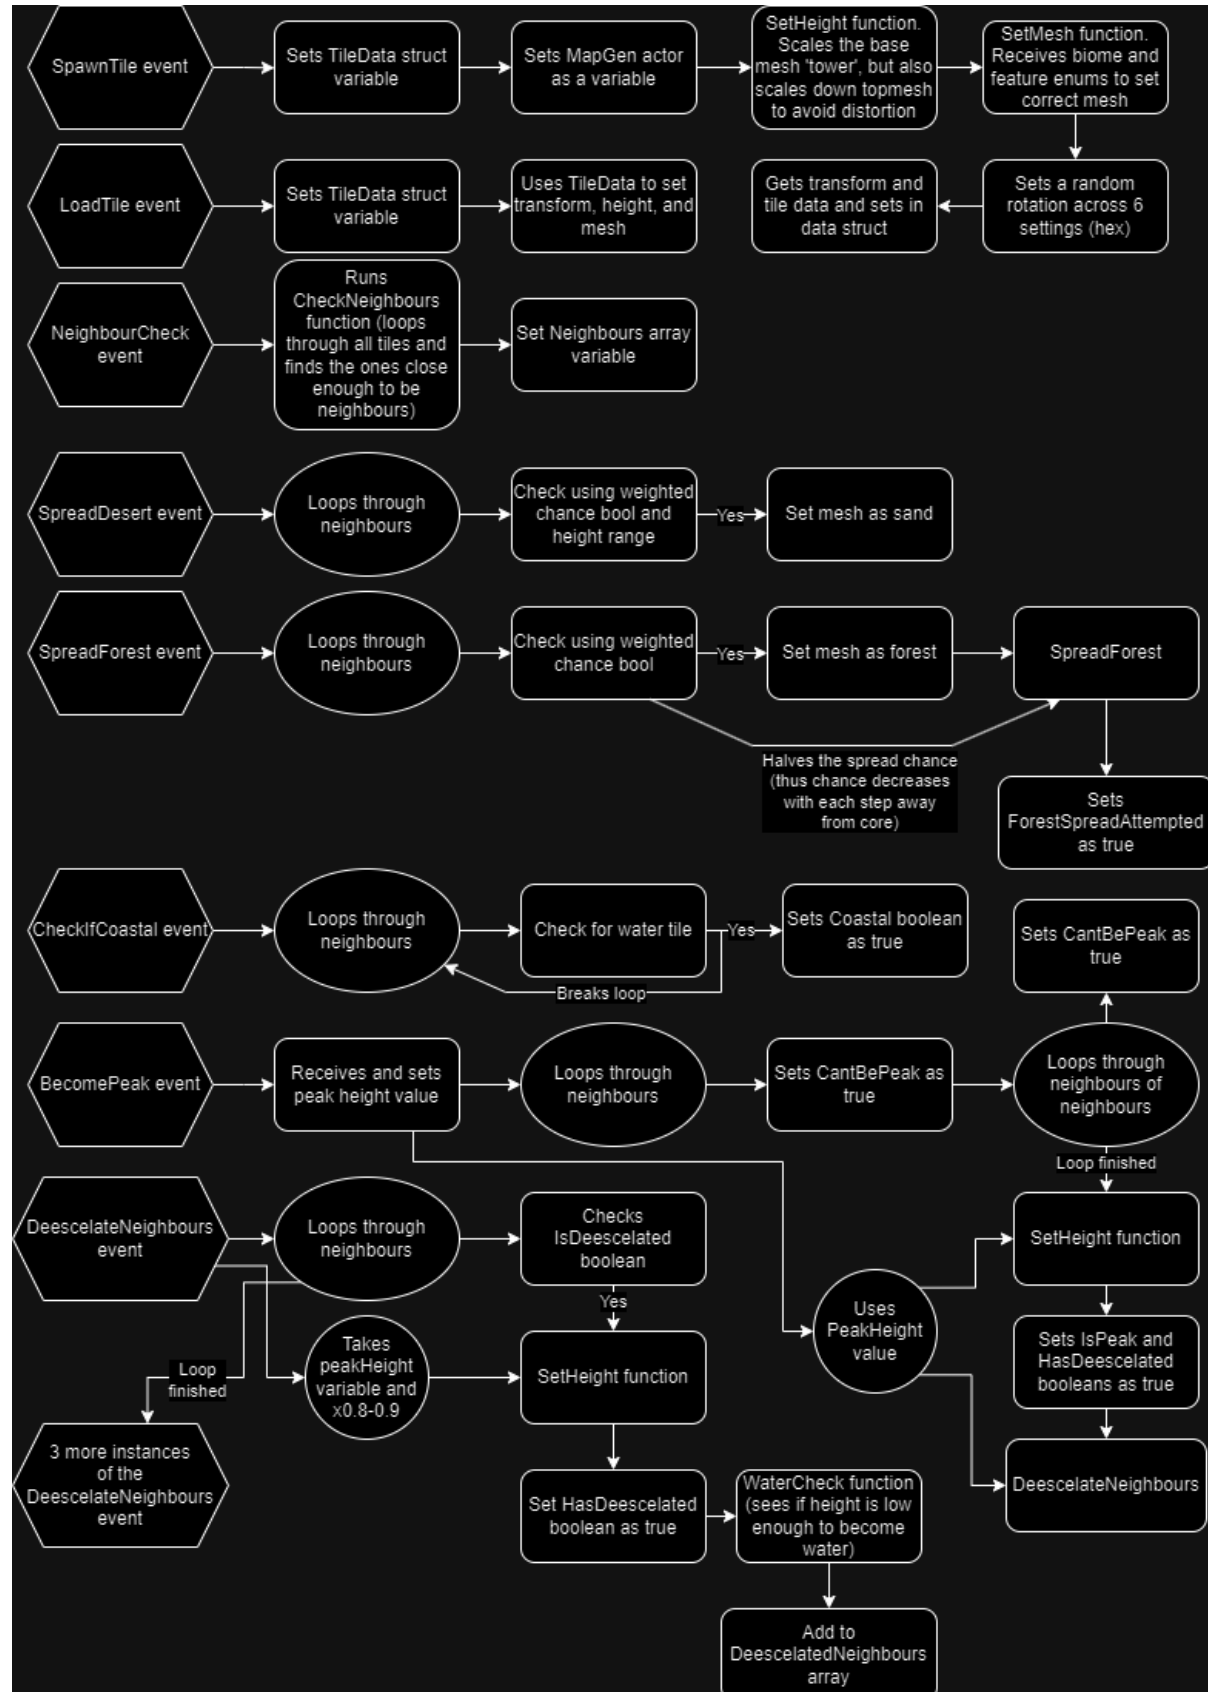 SpawnTile event
Sets TileData struct
variable
Sets MapGen actor
as a variable
SetHeight function.
Scales the base
mesh 'tower', but also
scales down topmesh
to avoid distortion
SetMesh function.
Receives biome and
feature enums to set
correct mesh
LoadTile event
Sets TileData struct
variable
Uses TileData to set
transform, height, and
mesh
Gets transform and
tile data and sets in
data struct
Sets a random
rotation across 6
settings (hex)
NeighbourCheck
event
Runs
CheckNeighbours
function (loops
through all tiles and
finds the ones close
enough to be
neighbours)
Set Neighbours array
variable
SpreadDesert event
Loops through
neighbours
Check using weighted
chance bool and
height range
Yes
Set mesh as sand
SpreadForest event
Loops through
neighbours
Check using weighted
chance bool
Yes
Set mesh as forest
SpreadForest
Halves the spread chance
(thus chance decreases
with each step away
from core)
Sets
ForestSpreadAttempted
as true
CheckIfCoastal event
Loops through
neighbours
Check for water tile
Yes
Sets Coastal boolean
as true
Breaks loop
Sets CantBePeak as
true
BecomePeak event
Receives and sets
peak height value
Loops through
neighbours
Sets CantBePeak as
true
Loops through
neighbours of
neighbours
Loop finished
DeescelateNeighbours
event
Loops through
neighbours
Checks
IsDeescelated
boolean
Yes
SetHeight function
Uses
PeakHeight
value
Loop
finished
Takes
peakHeight
variable and
x0.8-0.9
SetHeight function
Sets IsPeak and
HasDeescelated
booleans as true
3 more instances
of the
DeescelateNeighbours
event
Set HasDeescelated
boolean as true
WaterCheck function
(sees if height is low
enough to become
water)
DeescelateNeighbours
Add to
DeescelatedNeighbours
array